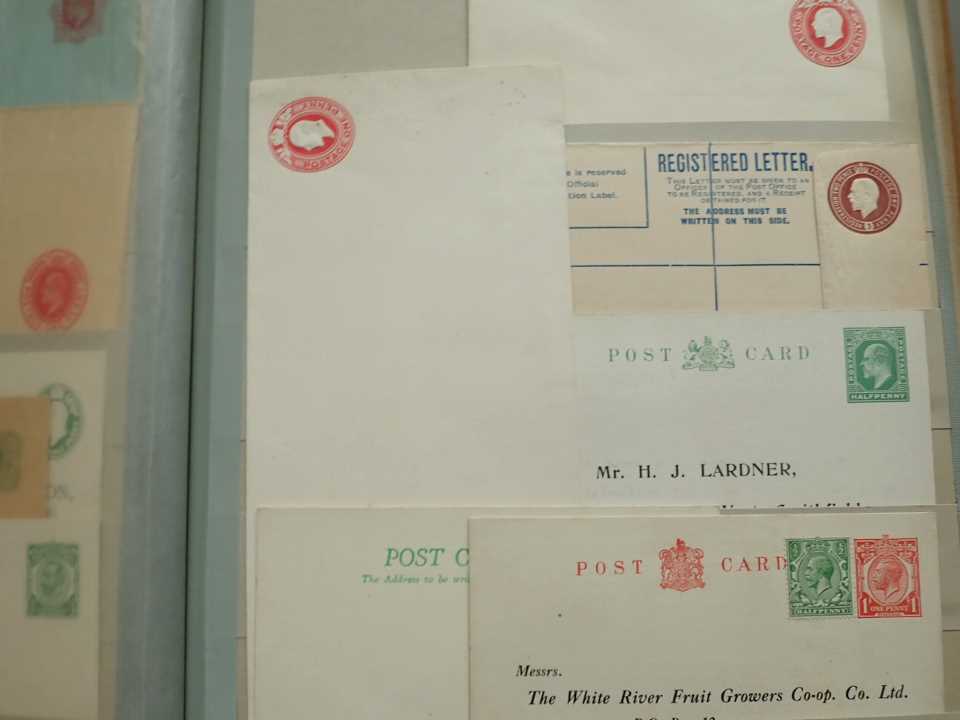 POSTAGE ONE PENNY
POSTAGE ONE PENNY
e is reserved
Official
tion Label.
REGISTERED LETTER.
THIS LETTER MUST BE GIVEN TO AN
OFFICER OF THE POST OFFICE
TO BE REGISTERED, AND A RECEIPT
OBTAINED FOR IT.
THE ADDRESS MUST BE
WRITTEN ON THIS SIDE.
POST CARD
POSTAGE
POSTAGE
HALFPENNY
Mr. H. J. LARDNER,
ON,
POST C
The Address to be wri
POST CARD
HALFPENNY
1 ONE PENNY 1
Messrs.
The White River Fruit Growers Co-op. Co. Ltd.